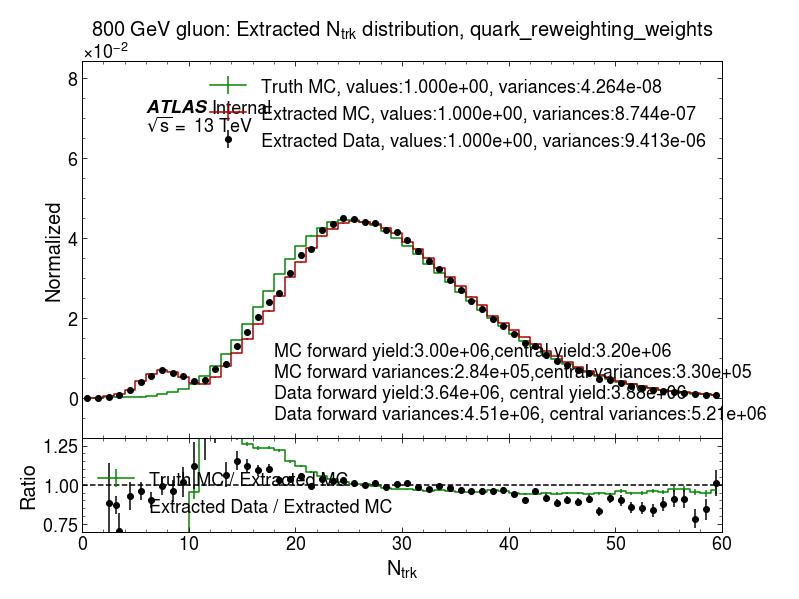 800 GeV gluon: Extracted N_trk distribution, quark_reweighting_weights
×10⁻²
Truth MC, values:1.000e+00, variances:4.264e-08
ATLAS Internal
Extracted MC, values:1.000e+00, variances:8.744e-07
√s = 13 TeV
Extracted Data, values:1.000e+00, variances:9.413e-06
8
6
4
2
0
Normalized
MC forward yield:3.00e+06,central yield:3.20e+06
MC forward variances:2.84e+05,central variances:3.30e+05
Data forward yield:3.64e+06, central yield:3.88e+06
Data forward variances:4.51e+06, central variances:5.21e+06
1.25
1.00
0.75
Ratio
Truth MC / Extracted MC
Extracted Data / Extracted MC
0 10 20 30 40 50 60
N_trk